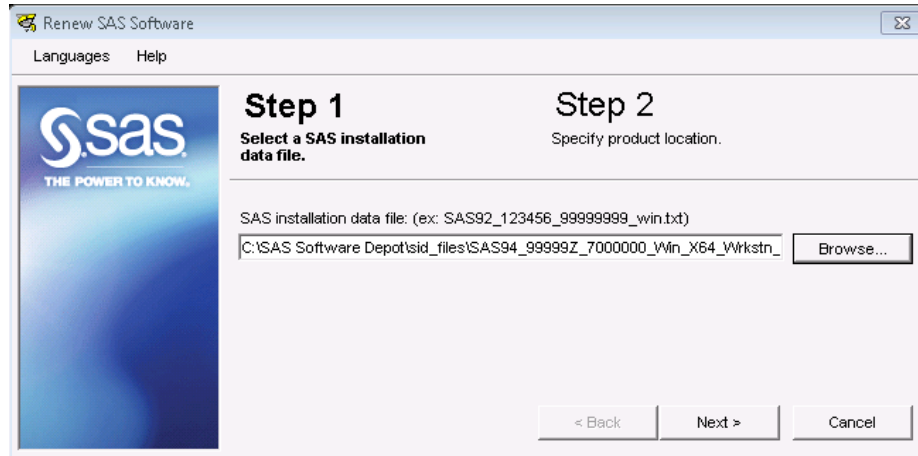 Renew SAS Software
Languages Help
sas
THE POWER TO KNOW.
Step 1
Select a SAS installation
data file.
Step 2
Specify product location.
SAS installation data file: (ex: SAS92_123456_99999999_win.txt)
C:\SAS Software Depot\sid_files\SAS94_99999Z_7000000_Win_X64_Wrkstn_
Browse...
< Back
Next >
Cancel